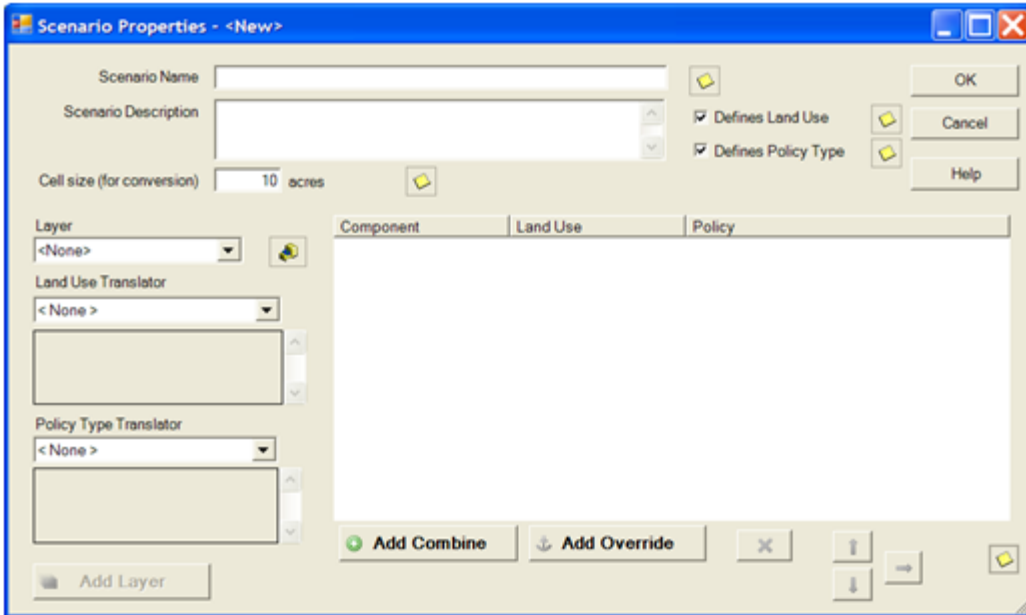 Scenario Properties - <New>
Scenario Name
OK
Scenario Description
Defines Land Use
Cancel
Defines Policy Type
Cell size (for conversion) 10 acres
Help
Layer
<None>
Component Land Use Policy
Land Use Translator
< None >
Policy Type Translator
< None >
Add Combine
Add Override
Add Layer